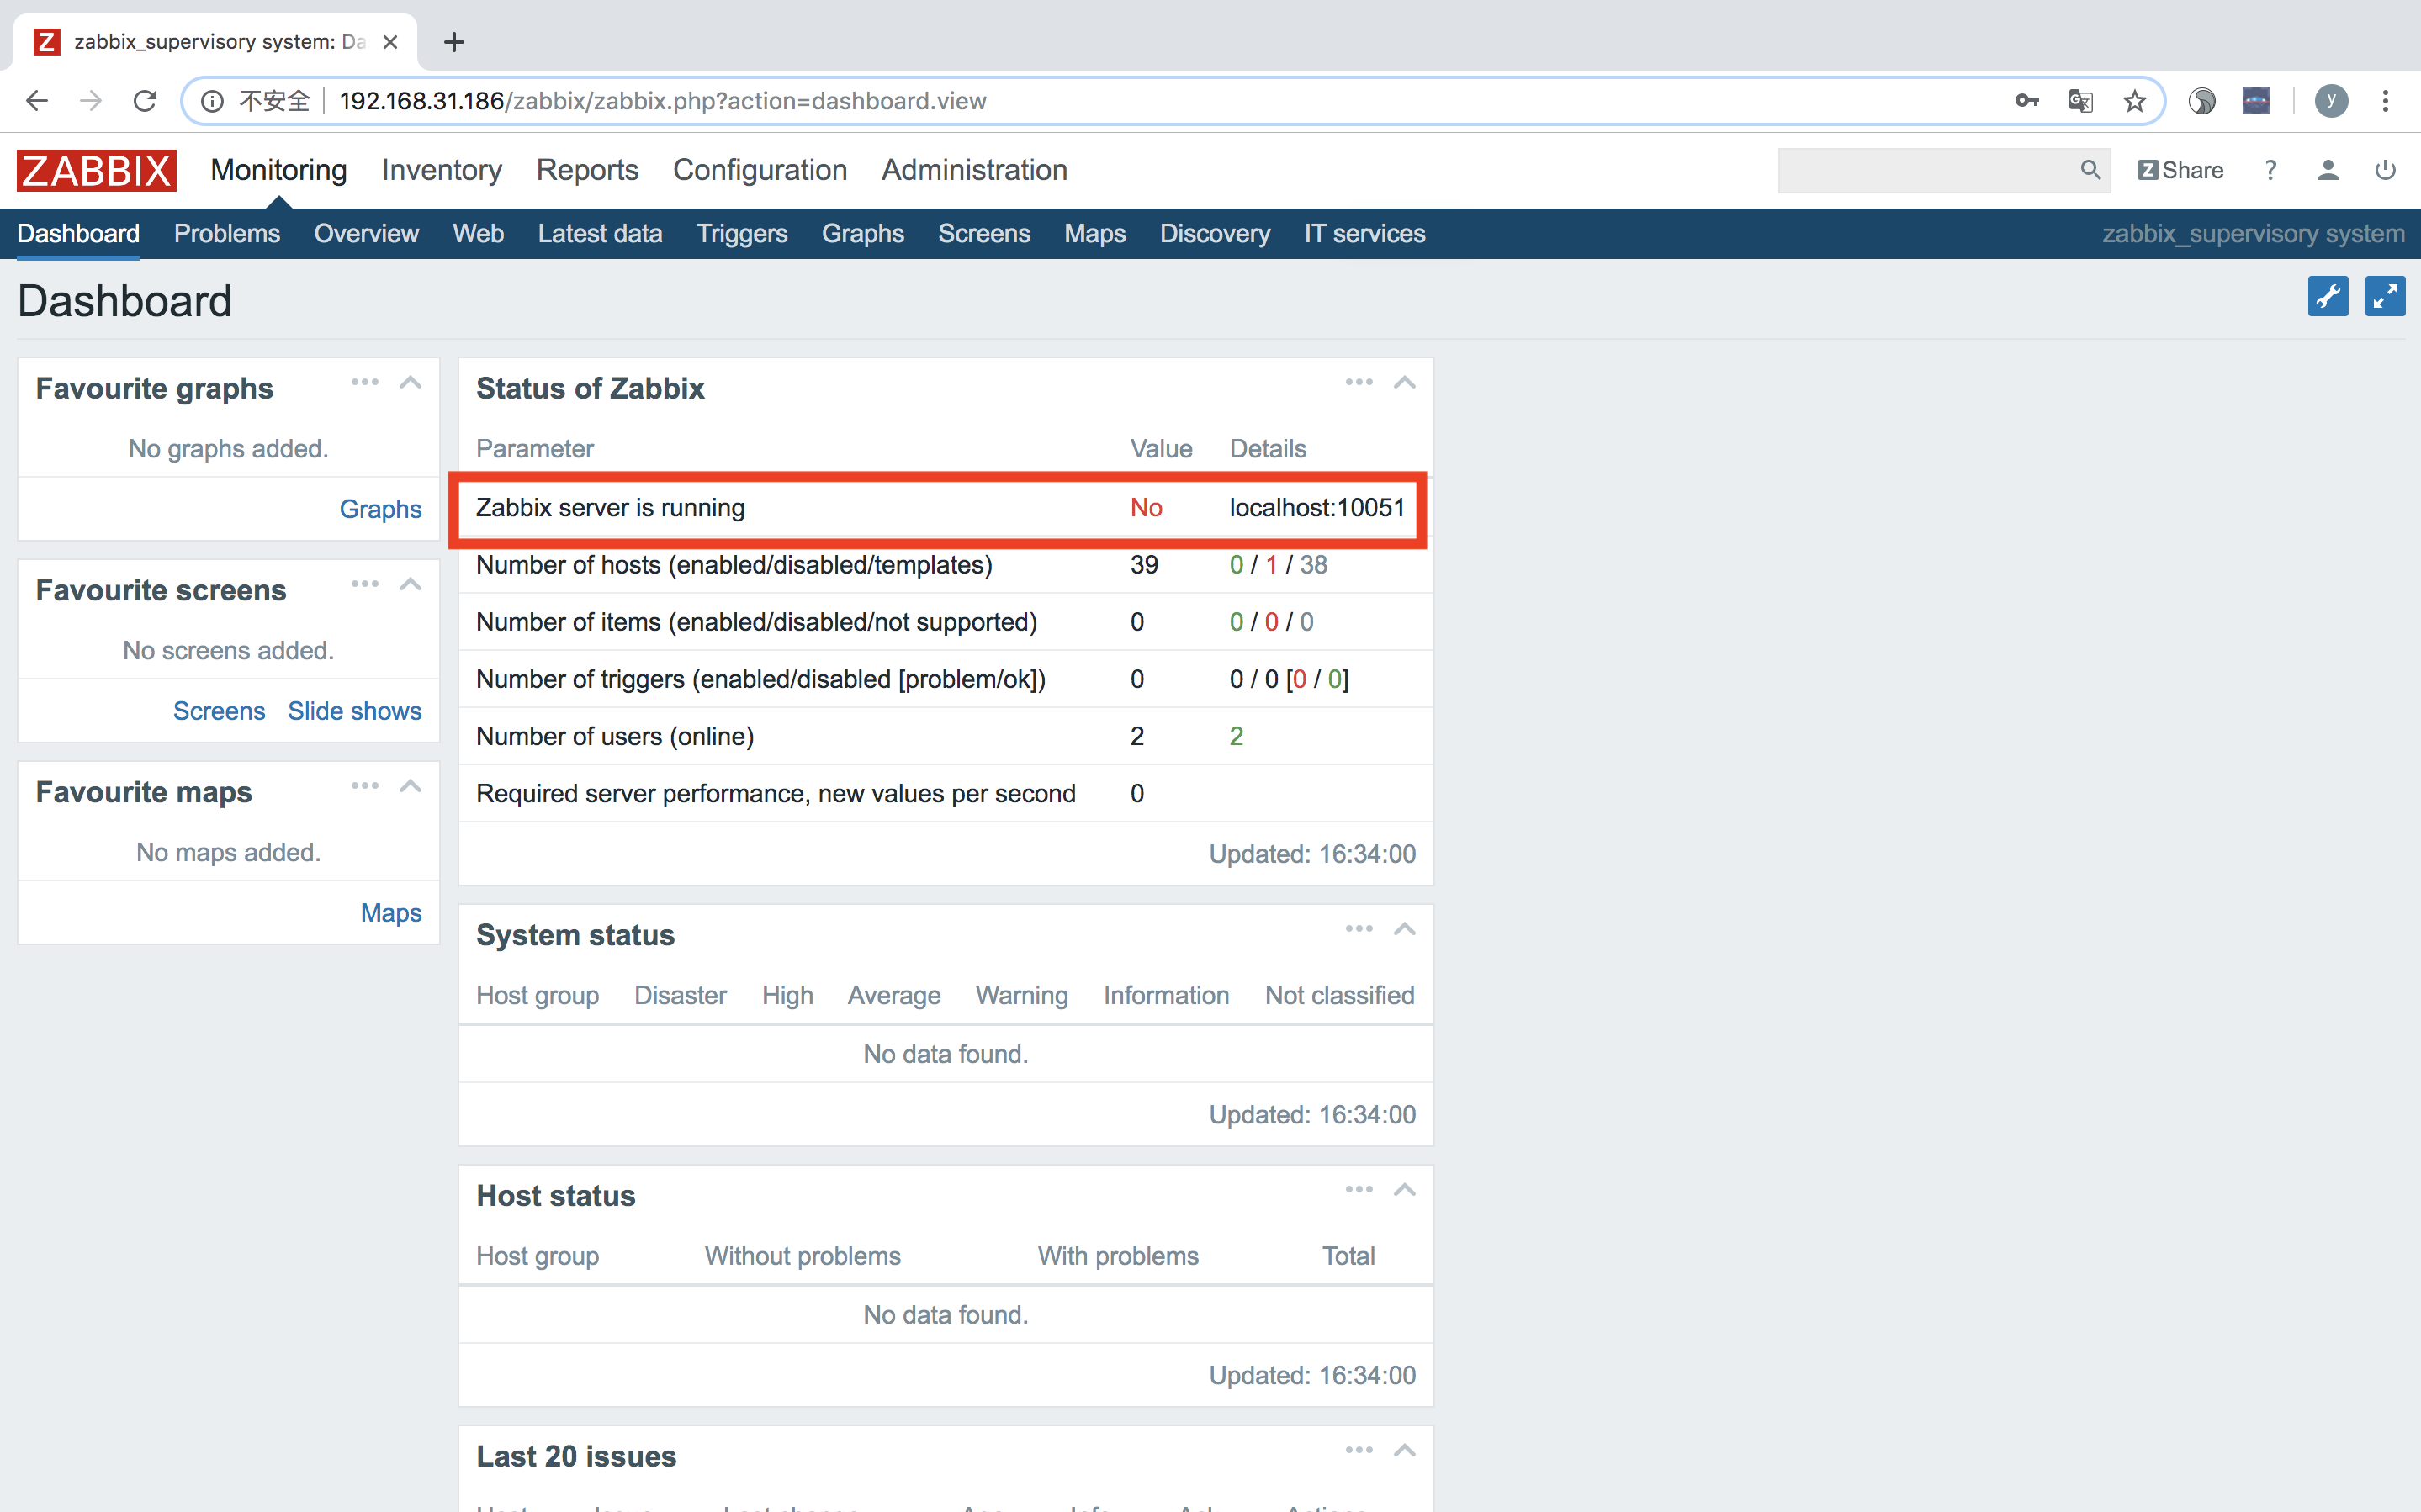 Z zabbix_supervisory system: Da
不安全 192.168.31.186/zabbix/zabbix.php?action=dashboard.view
y
ZABBIX Monitoring Inventory Reports Configuration Administration
Z Share ?
Dashboard Problems Overview Web Latest data Triggers Graphs Screens Maps Discovery IT services zabbix_supervisory system
Dashboard
Favourite graphs
No graphs added.
Graphs
Favourite screens
No screens added.
Screens Slide shows
Favourite maps
No maps added.
Maps
Status of Zabbix
Parameter Value Details
Zabbix server is running No localhost:10051
Number of hosts (enabled/disabled/templates) 39 0 / 1 / 38
Number of items (enabled/disabled/not supported) 0 0 / 0 / 0
Number of triggers (enabled/disabled [problem/ok]) 0 0 / 0 [0 / 0]
Number of users (online) 2 2
Required server performance, new values per second 0
Updated: 16:34:00
System status
Host group Disaster High Average Warning Information Not classified
No data found.
Updated: 16:34:00
Host status
Host group Without problems With problems Total
No data found.
Updated: 16:34:00
Last 20 issues